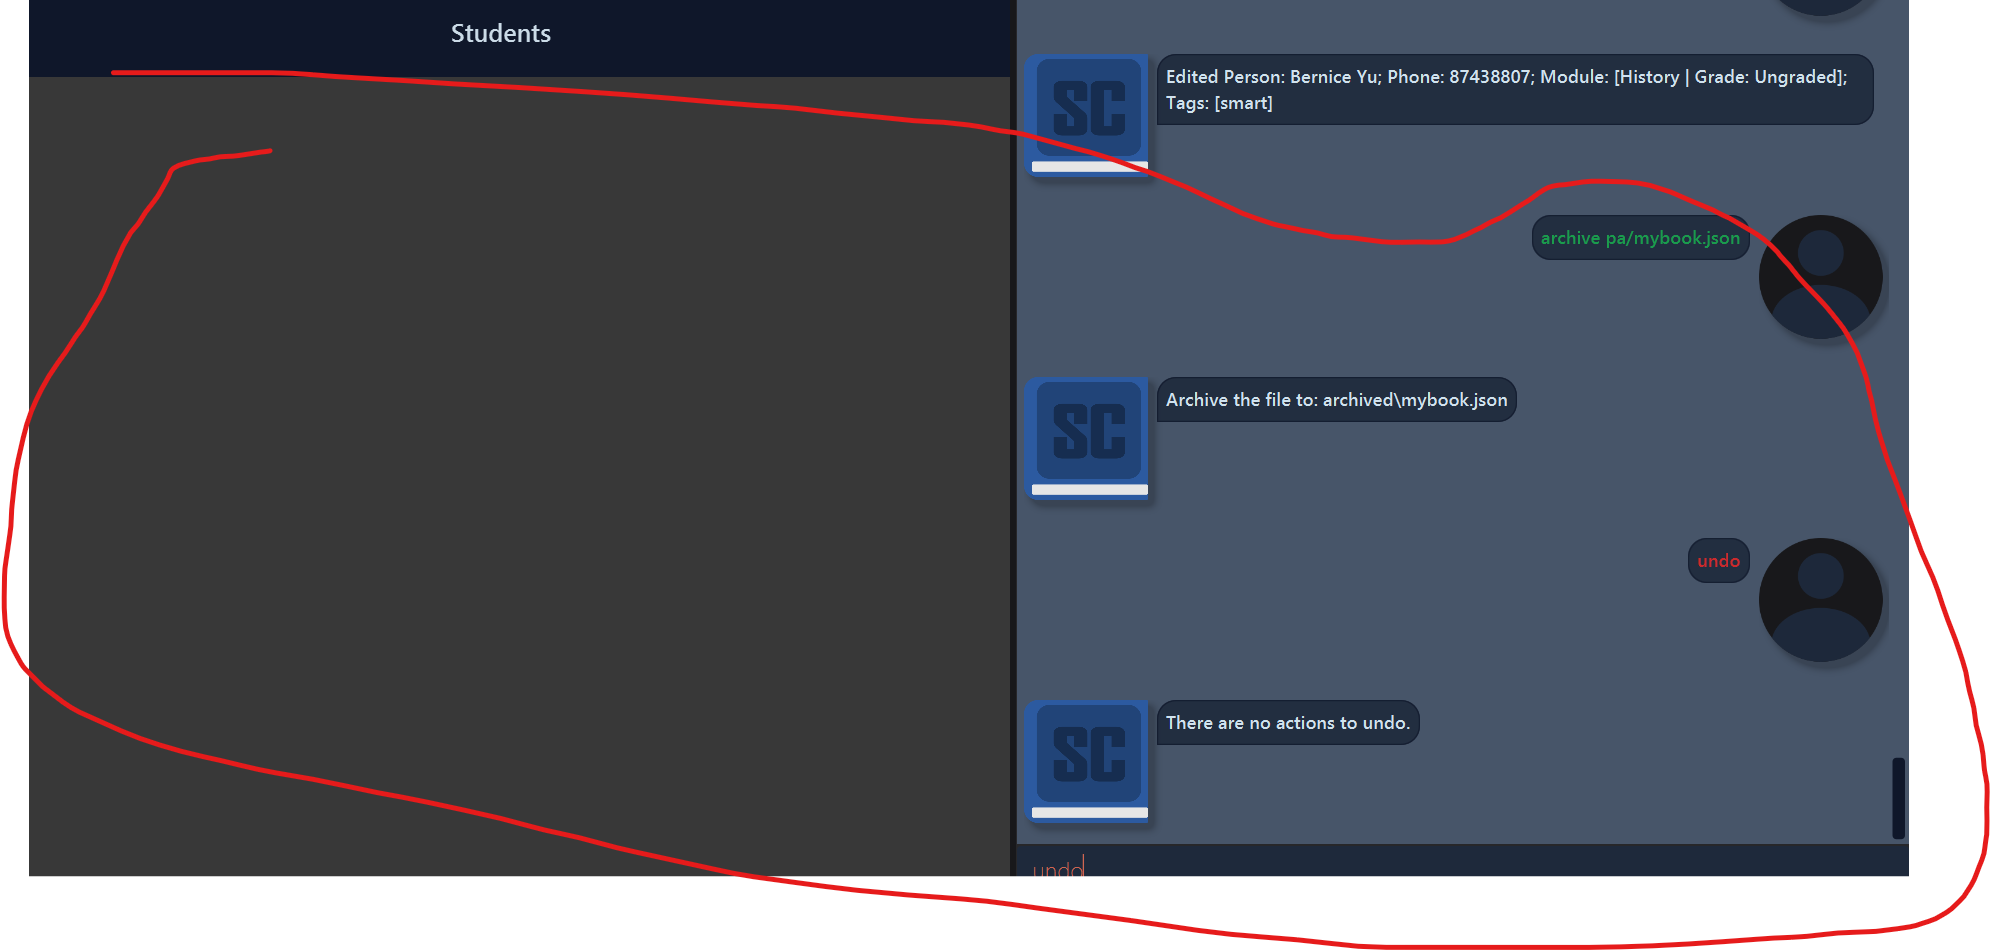 Students
SC
Edited Person: Bernice Yu; Phone: 87438807; Module: [History | Grade: Ungraded];
Tags: [smart]
archive pa/mybook.json
SC
Archive the file to: archived\mybook.json
undo
SC
There are no actions to undo.
undo